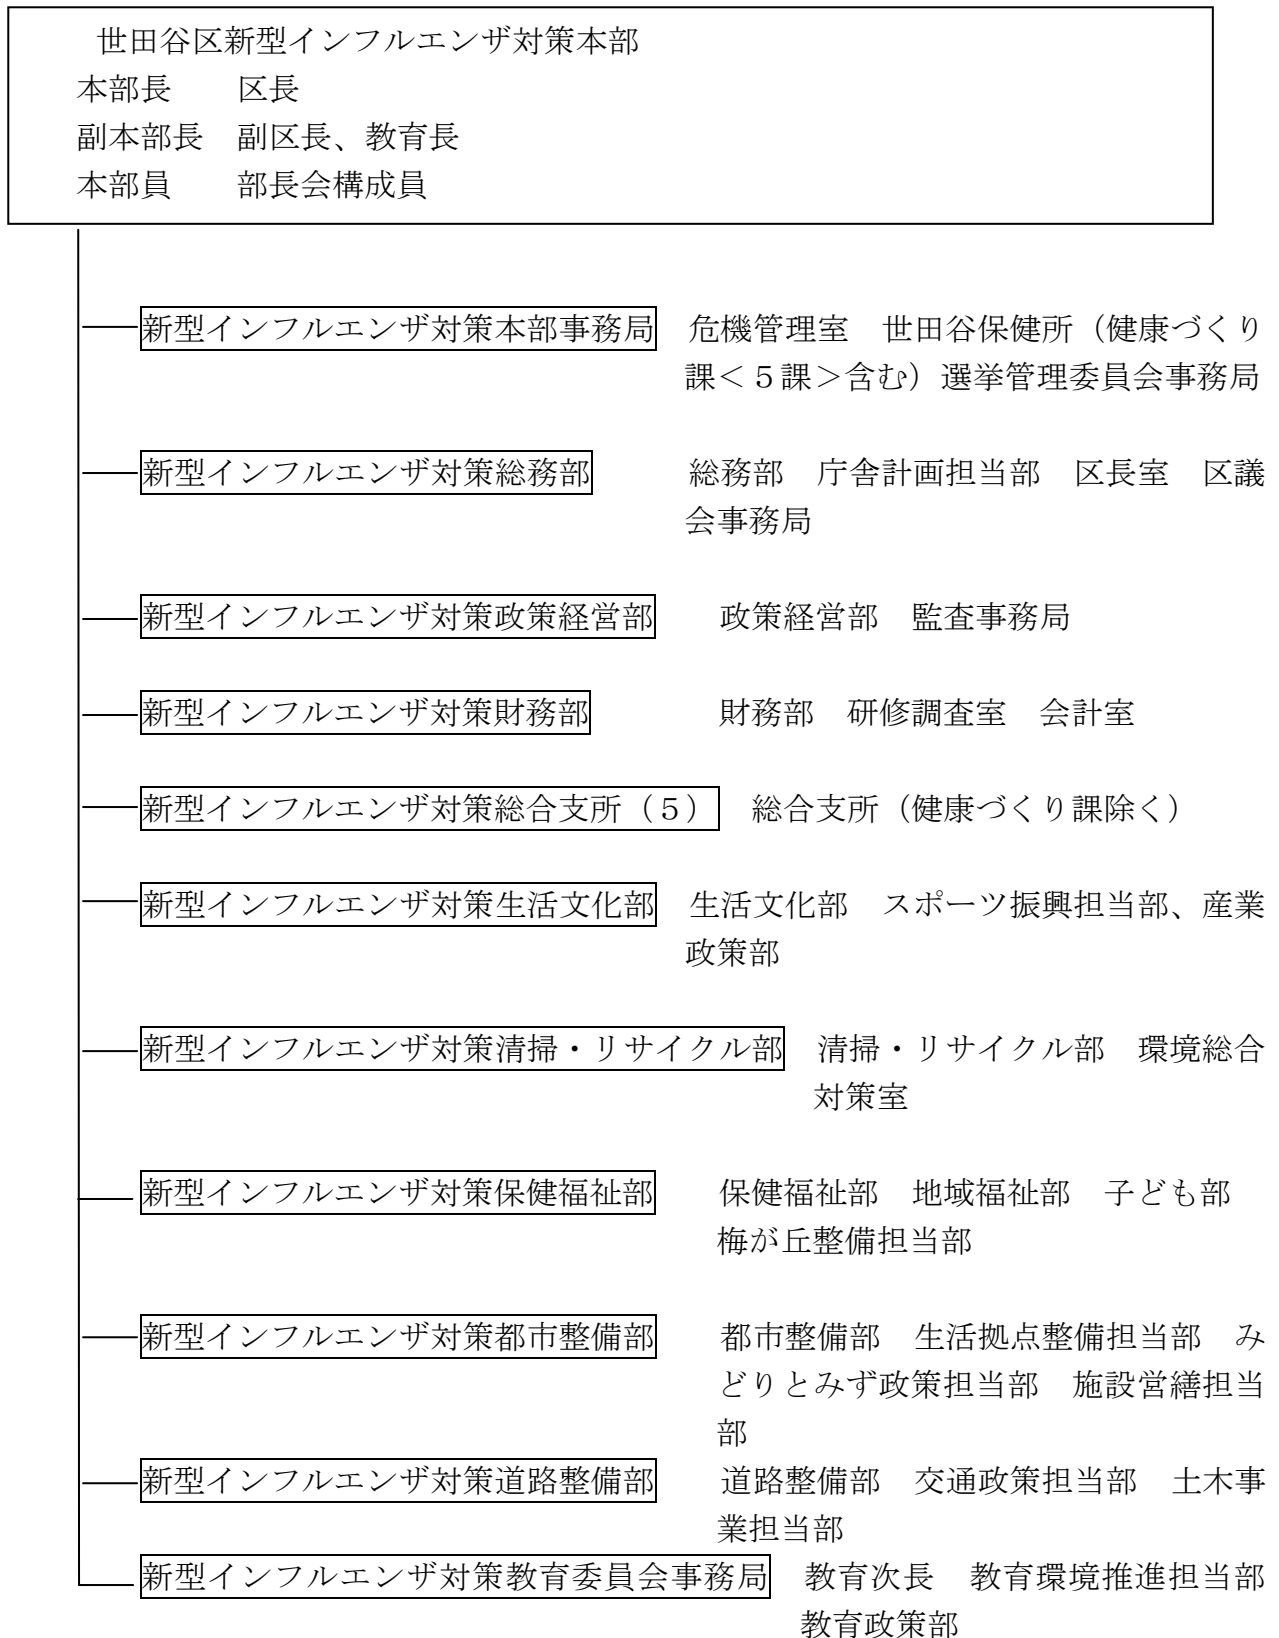 世田谷区新型インフルエンザ対策本部
本部長　　区長
副本部長　副区長、教育長
本部員　　部長会構成員
新型インフルエンザ対策本部事務局　危機管理室　世田谷保健所（健康づくり
課＜５課＞含む）選挙管理委員会事務局
新型インフルエンザ対策総務部　　　総務部　庁舎計画担当部　区長室　区議
会事務局
新型インフルエンザ対策政策経営部　　政策経営部　監査事務局
新型インフルエンザ対策財務部　　　　財務部　研修調査室　会計室
新型インフルエンザ対策総合支所（５）　総合支所（健康づくり課除く）
新型インフルエンザ対策生活文化部　生活文化部　スポーツ振興担当部、産業
政策部
新型インフルエンザ対策清掃・リサイクル部　清掃・リサイクル部　環境総合
対策室
新型インフルエンザ対策保健福祉部　　保健福祉部　地域福祉部　子ども部
梅が丘整備担当部
新型インフルエンザ対策都市整備部　　都市整備部　生活拠点整備担当部　み
どりとみず政策担当部　施設営繕担当
部
新型インフルエンザ対策道路整備部　　道路整備部　交通政策担当部　土木事
業担当部
新型インフルエンザ対策教育委員会事務局　教育次長　教育環境推進担当部
教育政策部